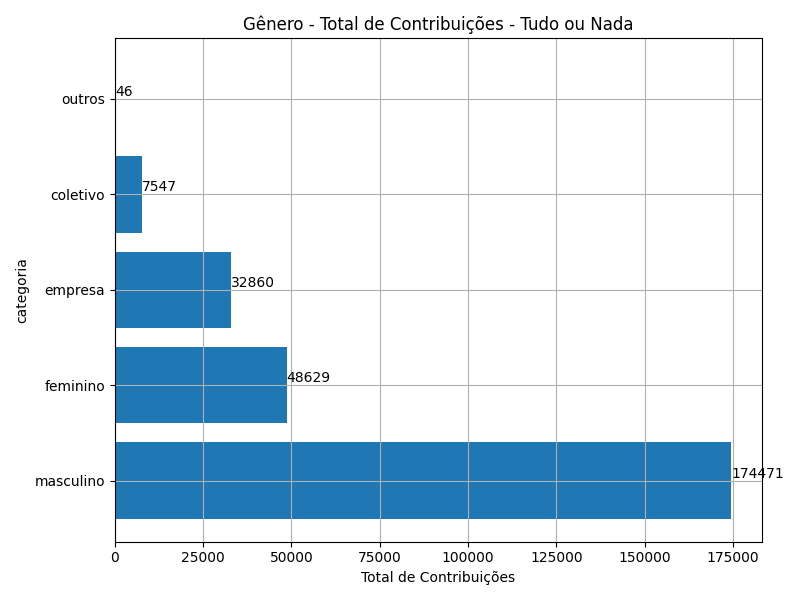 Gênero - Total de Contribuições - Tudo ou Nada
categoria
outros 46
coletivo 7547
empresa 32860
feminino 48629
masculino 174471
0 25000 50000 75000 100000 125000 150000 175000
Total de Contribuições